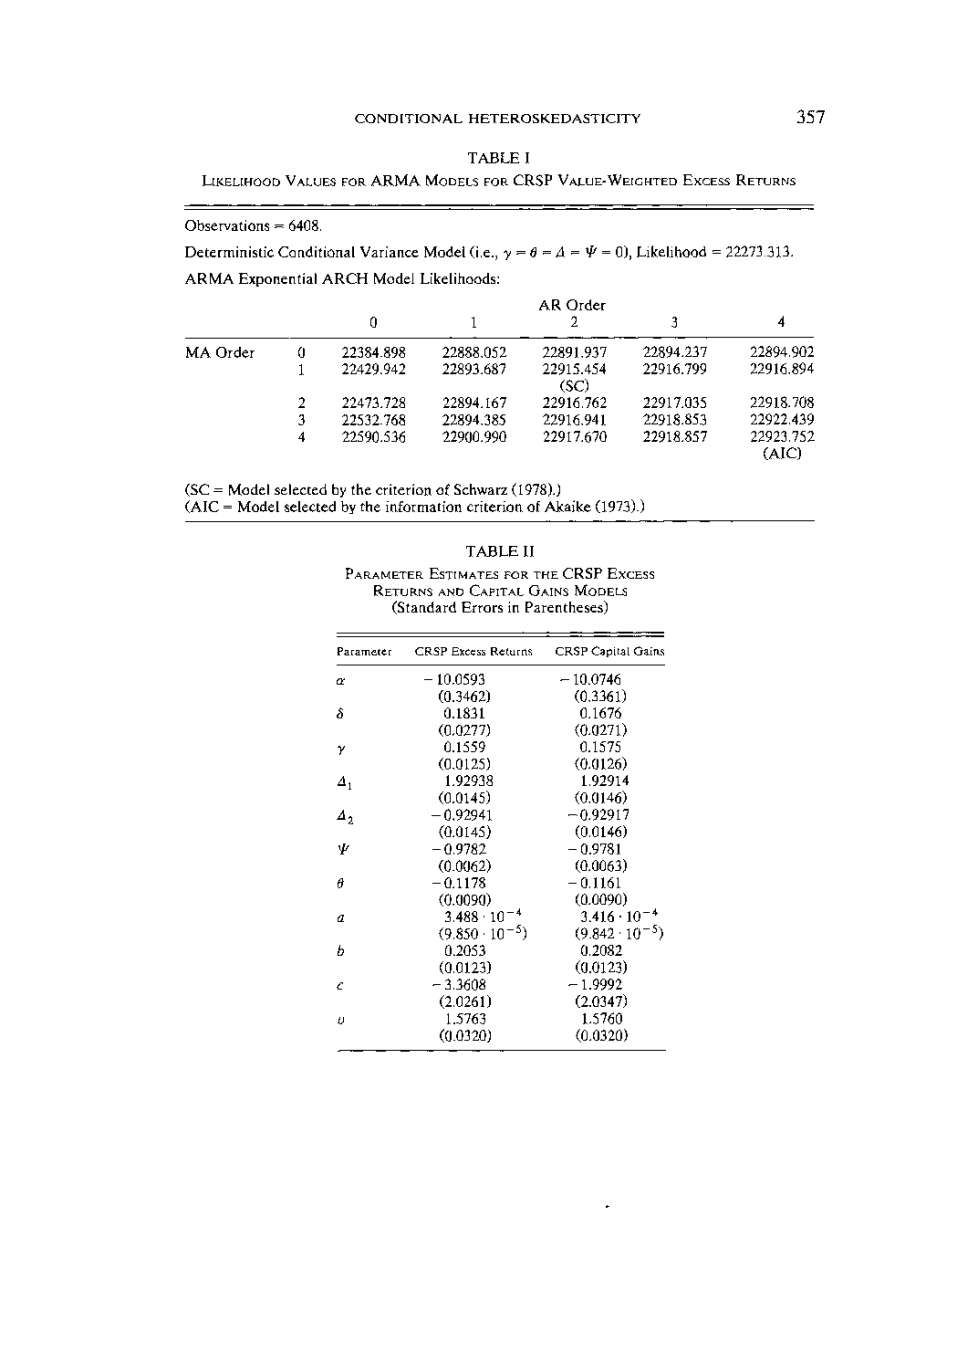 CONDITIONAL HETEROSKEDASTICITY 357
TABLE I
LIKELIHOOD VALUES FOR ARMA MODELS FOR CRSP VALUE-WEIGHTED EXCESS RETURNS
Observations = 6408.
Deterministic Conditional Variance Model (i.e., γ = θ = Δ = Ψ = 0), Likelihood = 22273.313.
ARMA Exponential ARCH Model Likelihoods:
AR Order
0 1 2 3 4
MA Order 0 22384.898 22888.052 22891.937 22894.237 22894.902
1 22429.942 22893.687 22915.454 22916.799 22916.894
(SC)
2 22473.728 22894.167 22916.762 22917.035 22918.708
3 22532.768 22894.385 22916.941 22918.853 22922.439
4 22590.536 22900.990 22917.670 22918.857 22923.752
(AIC)
(SC = Model selected by the criterion of Schwarz (1978).)
(AIC = Model selected by the information criterion of Akaike (1973).)
TABLE II
PARAMETER ESTIMATES FOR THE CRSP EXCESS
RETURNS AND CAPITAL GAINS MODELS
(Standard Errors in Parentheses)
Parameter CRSP Excess Returns CRSP Capital Gains
α −10.0593 −10.0746
(0.3462) (0.3361)
δ 0.1831 0.1676
(0.0277) (0.0271)
γ 0.1559 0.1575
(0.0125) (0.0126)
Δ₁ 1.92938 1.92914
(0.0145) (0.0146)
Δ₂ −0.92941 −0.92917
(0.0145) (0.0146)
Ψ −0.9782 −0.9781
(0.0062) (0.0063)
θ −0.1178 −0.1161
(0.0090) (0.0090)
a 3.488 · 10⁻⁴ 3.416 · 10⁻⁴
(9.850 · 10⁻⁵) (9.842 · 10⁻⁵)
b 0.2053 0.2082
(0.0123) (0.0123)
c −3.3608 −1.9992
(2.0261) (2.0347)
υ 1.5763 1.5760
(0.0320) (0.0320)